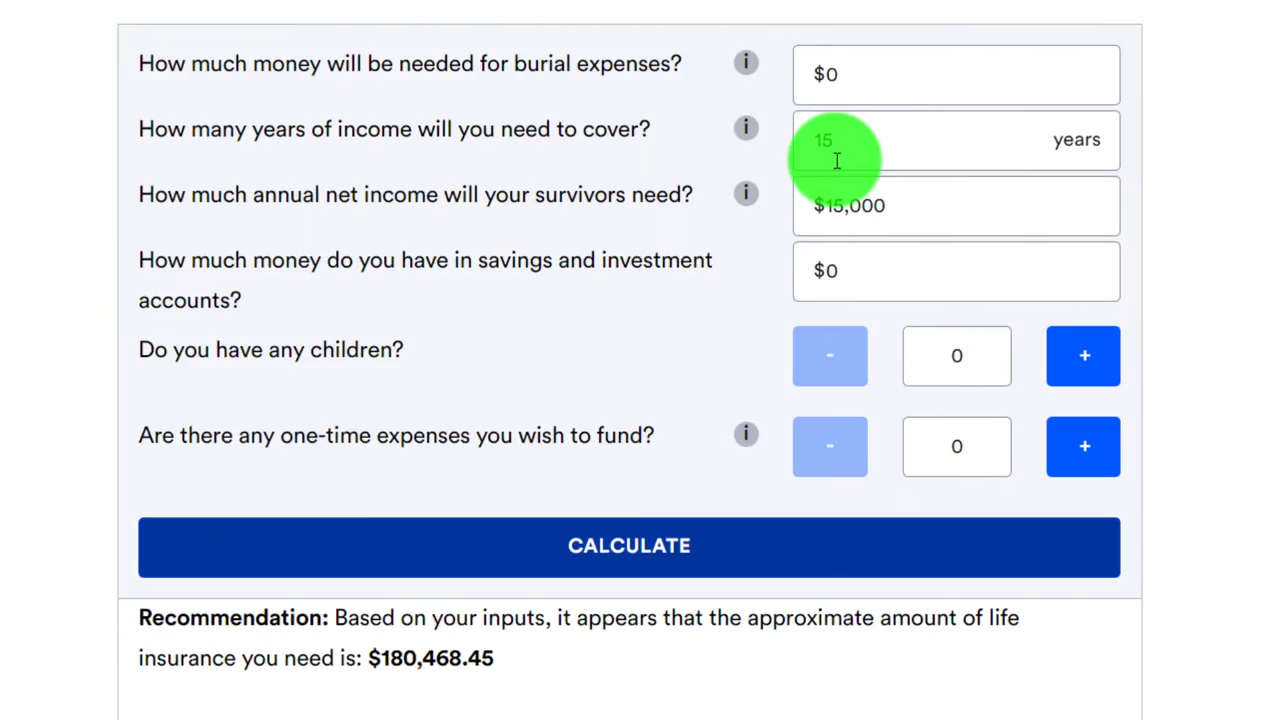 How much money will be needed for burial expenses? i $0
How many years of income will you need to cover? i 15 years
How much annual net income will your survivors need? i $15,000
How much money do you have in savings and investment
accounts? $0
Do you have any children? - 0 +
Are there any one-time expenses you wish to fund? i - 0 +
CALCULATE
Recommendation: Based on your inputs, it appears that the approximate amount of life
insurance you need is: $180,468.45